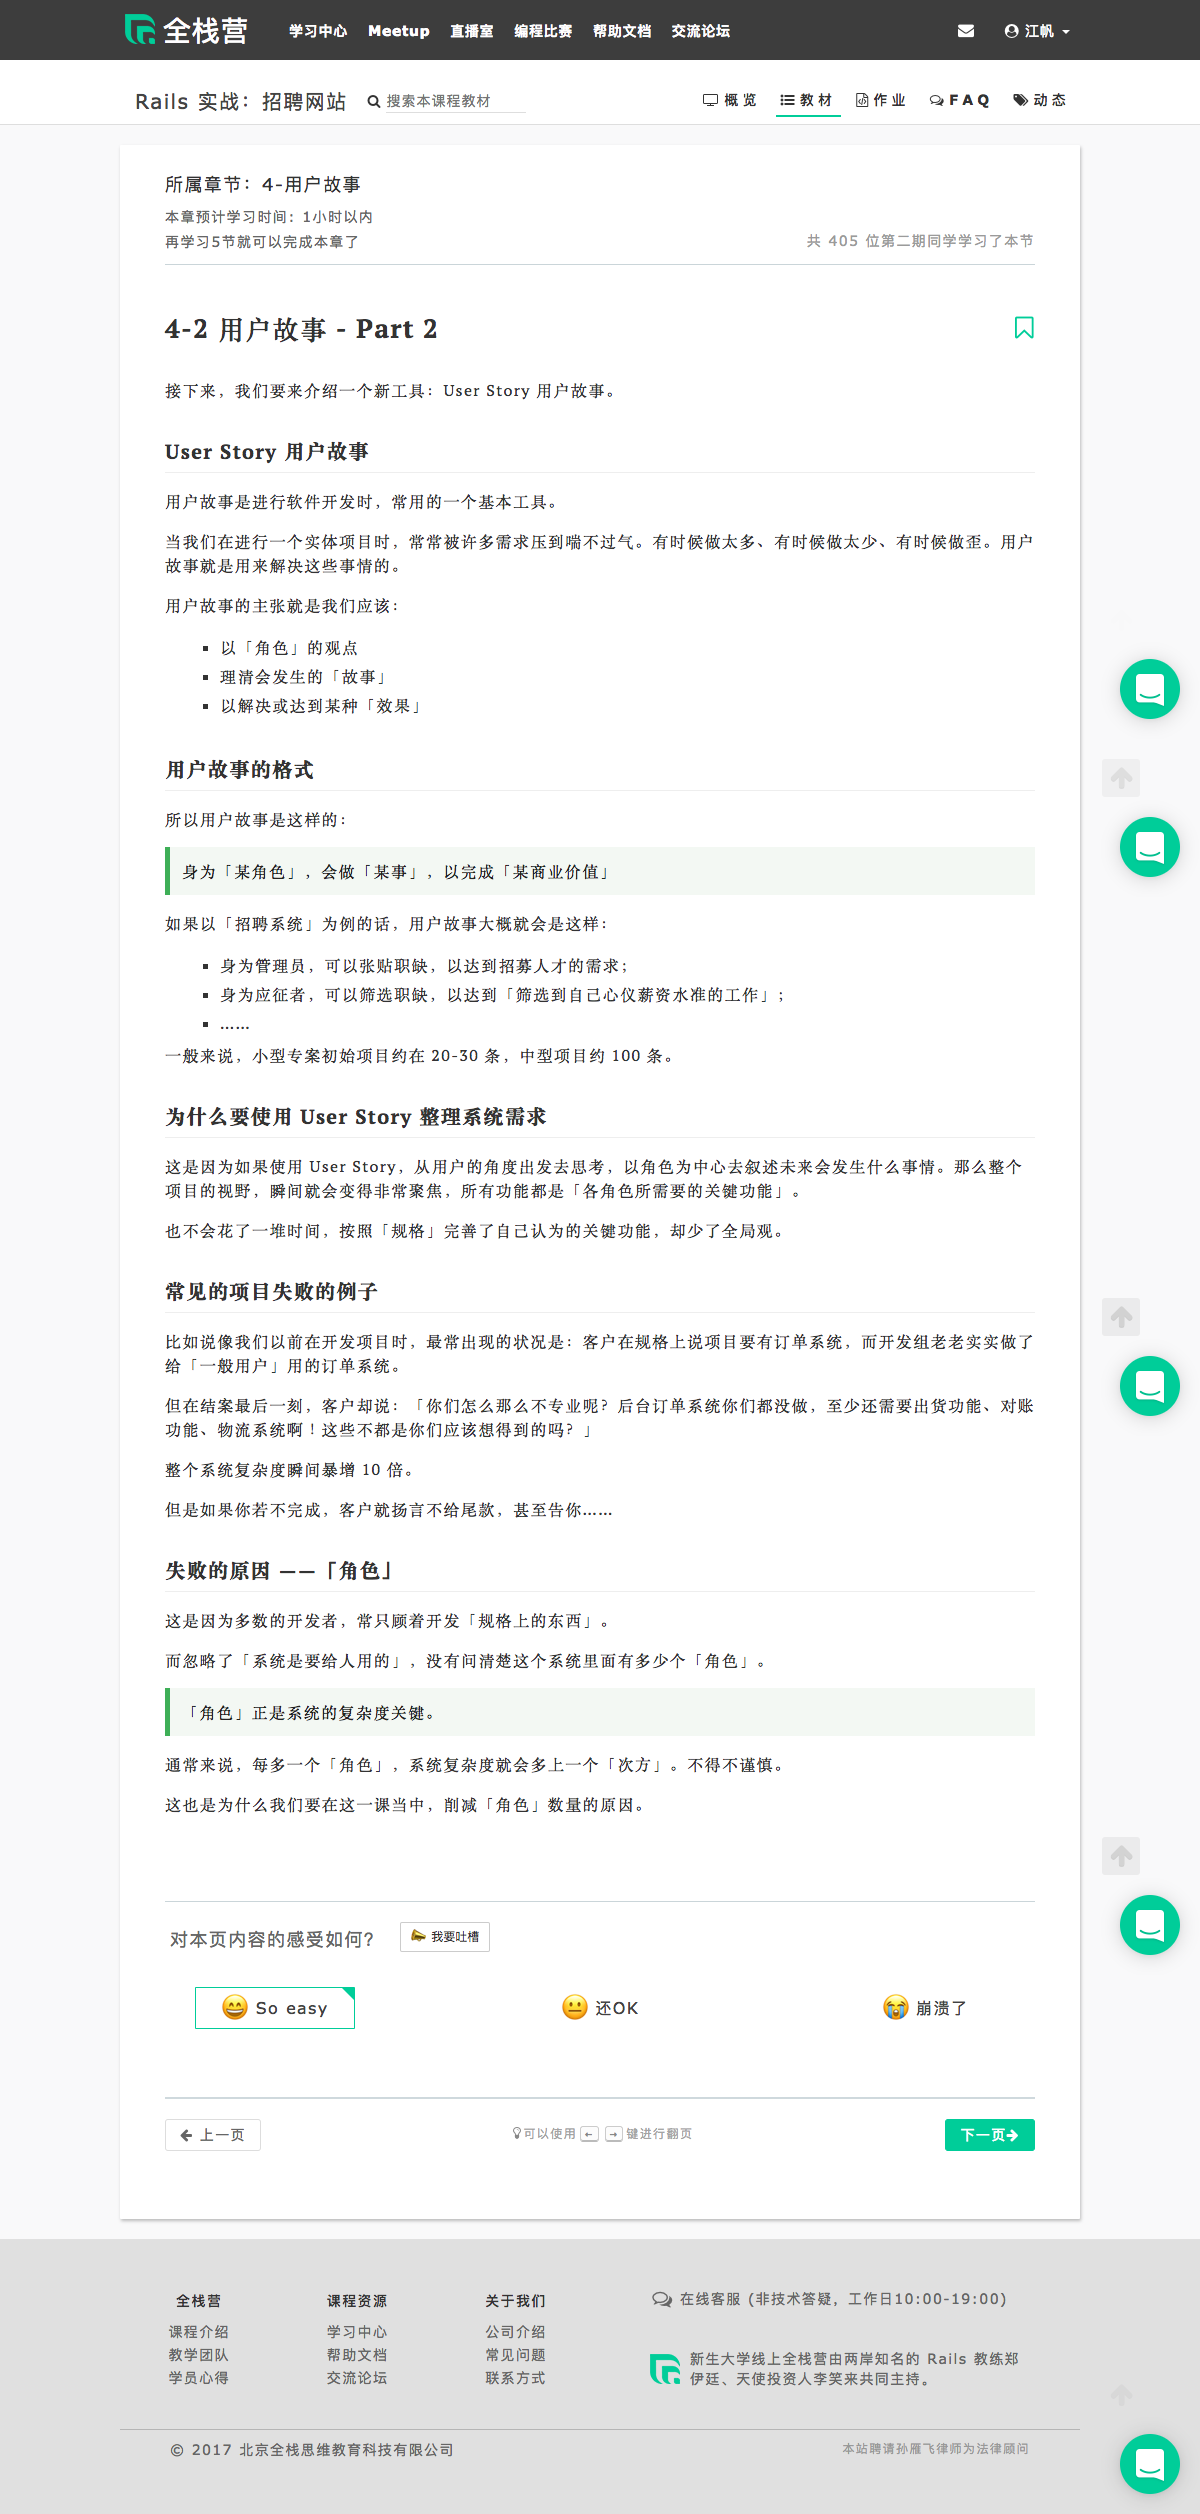 全栈营 学习中心 Meetup 直播室 编程比赛 帮助文档 交流论坛 江帆
Rails 实战：招聘网站 搜索本课程教材 概览 教材 作业 FAQ 动态
所属章节：4-用户故事
本章预计学习时间：1小时以内
再学习5节就可以完成本章了
共 405 位第二期同学学习了本节
4-2 用户故事 - Part 2
接下来，我们要来介绍一个新工具：User Story 用户故事。
User Story 用户故事
用户故事是进行软件开发时，常用的一个基本工具。
当我们在进行一个实体项目时，常常被许多需求压到喘不过气。有时候做太多、有时候做太少、有时候做歪。用户
故事就是用来解决这些事情的。
用户故事的主张就是我们应该：
▪ 以「角色」的观点
▪ 理清会发生的「故事」
▪ 以解决或达到某种「效果」
用户故事的格式
所以用户故事是这样的：
身为「某角色」，会做「某事」，以完成「某商业价值」
如果以「招聘系统」为例的话，用户故事大概就会是这样：
▪ 身为管理员，可以张贴职缺，以达到招募人才的需求；
▪ 身为应征者，可以筛选职缺，以达到「筛选到自己心仪薪资水准的工作」；
▪ ……
一般来说，小型专案初始项目约在 20-30 条，中型项目约 100 条。
为什么要使用 User Story 整理系统需求
这是因为如果使用 User Story，从用户的角度出发去思考，以角色为中心去叙述未来会发生什么事情。那么整个
项目的视野，瞬间就会变得非常聚焦，所有功能都是「各角色所需要的关键功能」。
也不会花了一堆时间，按照「规格」完善了自己认为的关键功能，却少了全局观。
常见的项目失败的例子
比如说像我们以前在开发项目时，最常出现的状况是：客户在规格上说项目要有订单系统，而开发组老老实实做了
给「一般用户」用的订单系统。
但在结案最后一刻，客户却说：「你们怎么那么不专业呢？后台订单系统你们都没做，至少还需要出货功能、对账
功能、物流系统啊！这些不都是你们应该想得到的吗？」
整个系统复杂度瞬间暴增 10 倍。
但是如果你若不完成，客户就扬言不给尾款，甚至告你……
失败的原因 ——「角色」
这是因为多数的开发者，常只顾着开发「规格上的东西」。
而忽略了「系统是要给人用的」，没有问清楚这个系统里面有多少个「角色」。
「角色」正是系统的复杂度关键。
通常来说，每多一个「角色」，系统复杂度就会多上一个「次方」。不得不谨慎。
这也是为什么我们要在这一课当中，削减「角色」数量的原因。
对本页内容的感受如何？ 我要吐槽
So easy 还OK 崩溃了
← 上一页 可以使用 ← → 键进行翻页 下一页→
全栈营 课程资源 关于我们 在线客服 (非技术答疑，工作日10:00-19:00)
课程介绍 学习中心 公司介绍
教学团队 帮助文档 常见问题
学员心得 交流论坛 联系方式
新生大学线上全栈营由两岸知名的 Rails 教练郑
伊廷、天使投资人李笑来共同主持。
© 2017 北京全栈思维教育科技有限公司 本站聘请孙雁飞律师为法律顾问